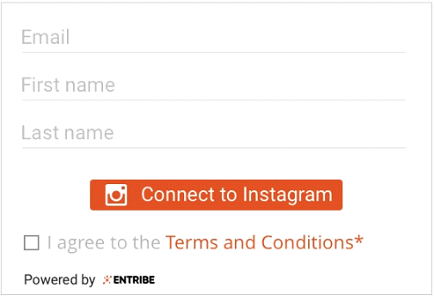 Email
First name
Last name
Connect to Instagram
I agree to the Terms and Conditions*
Powered by ENTRIBE